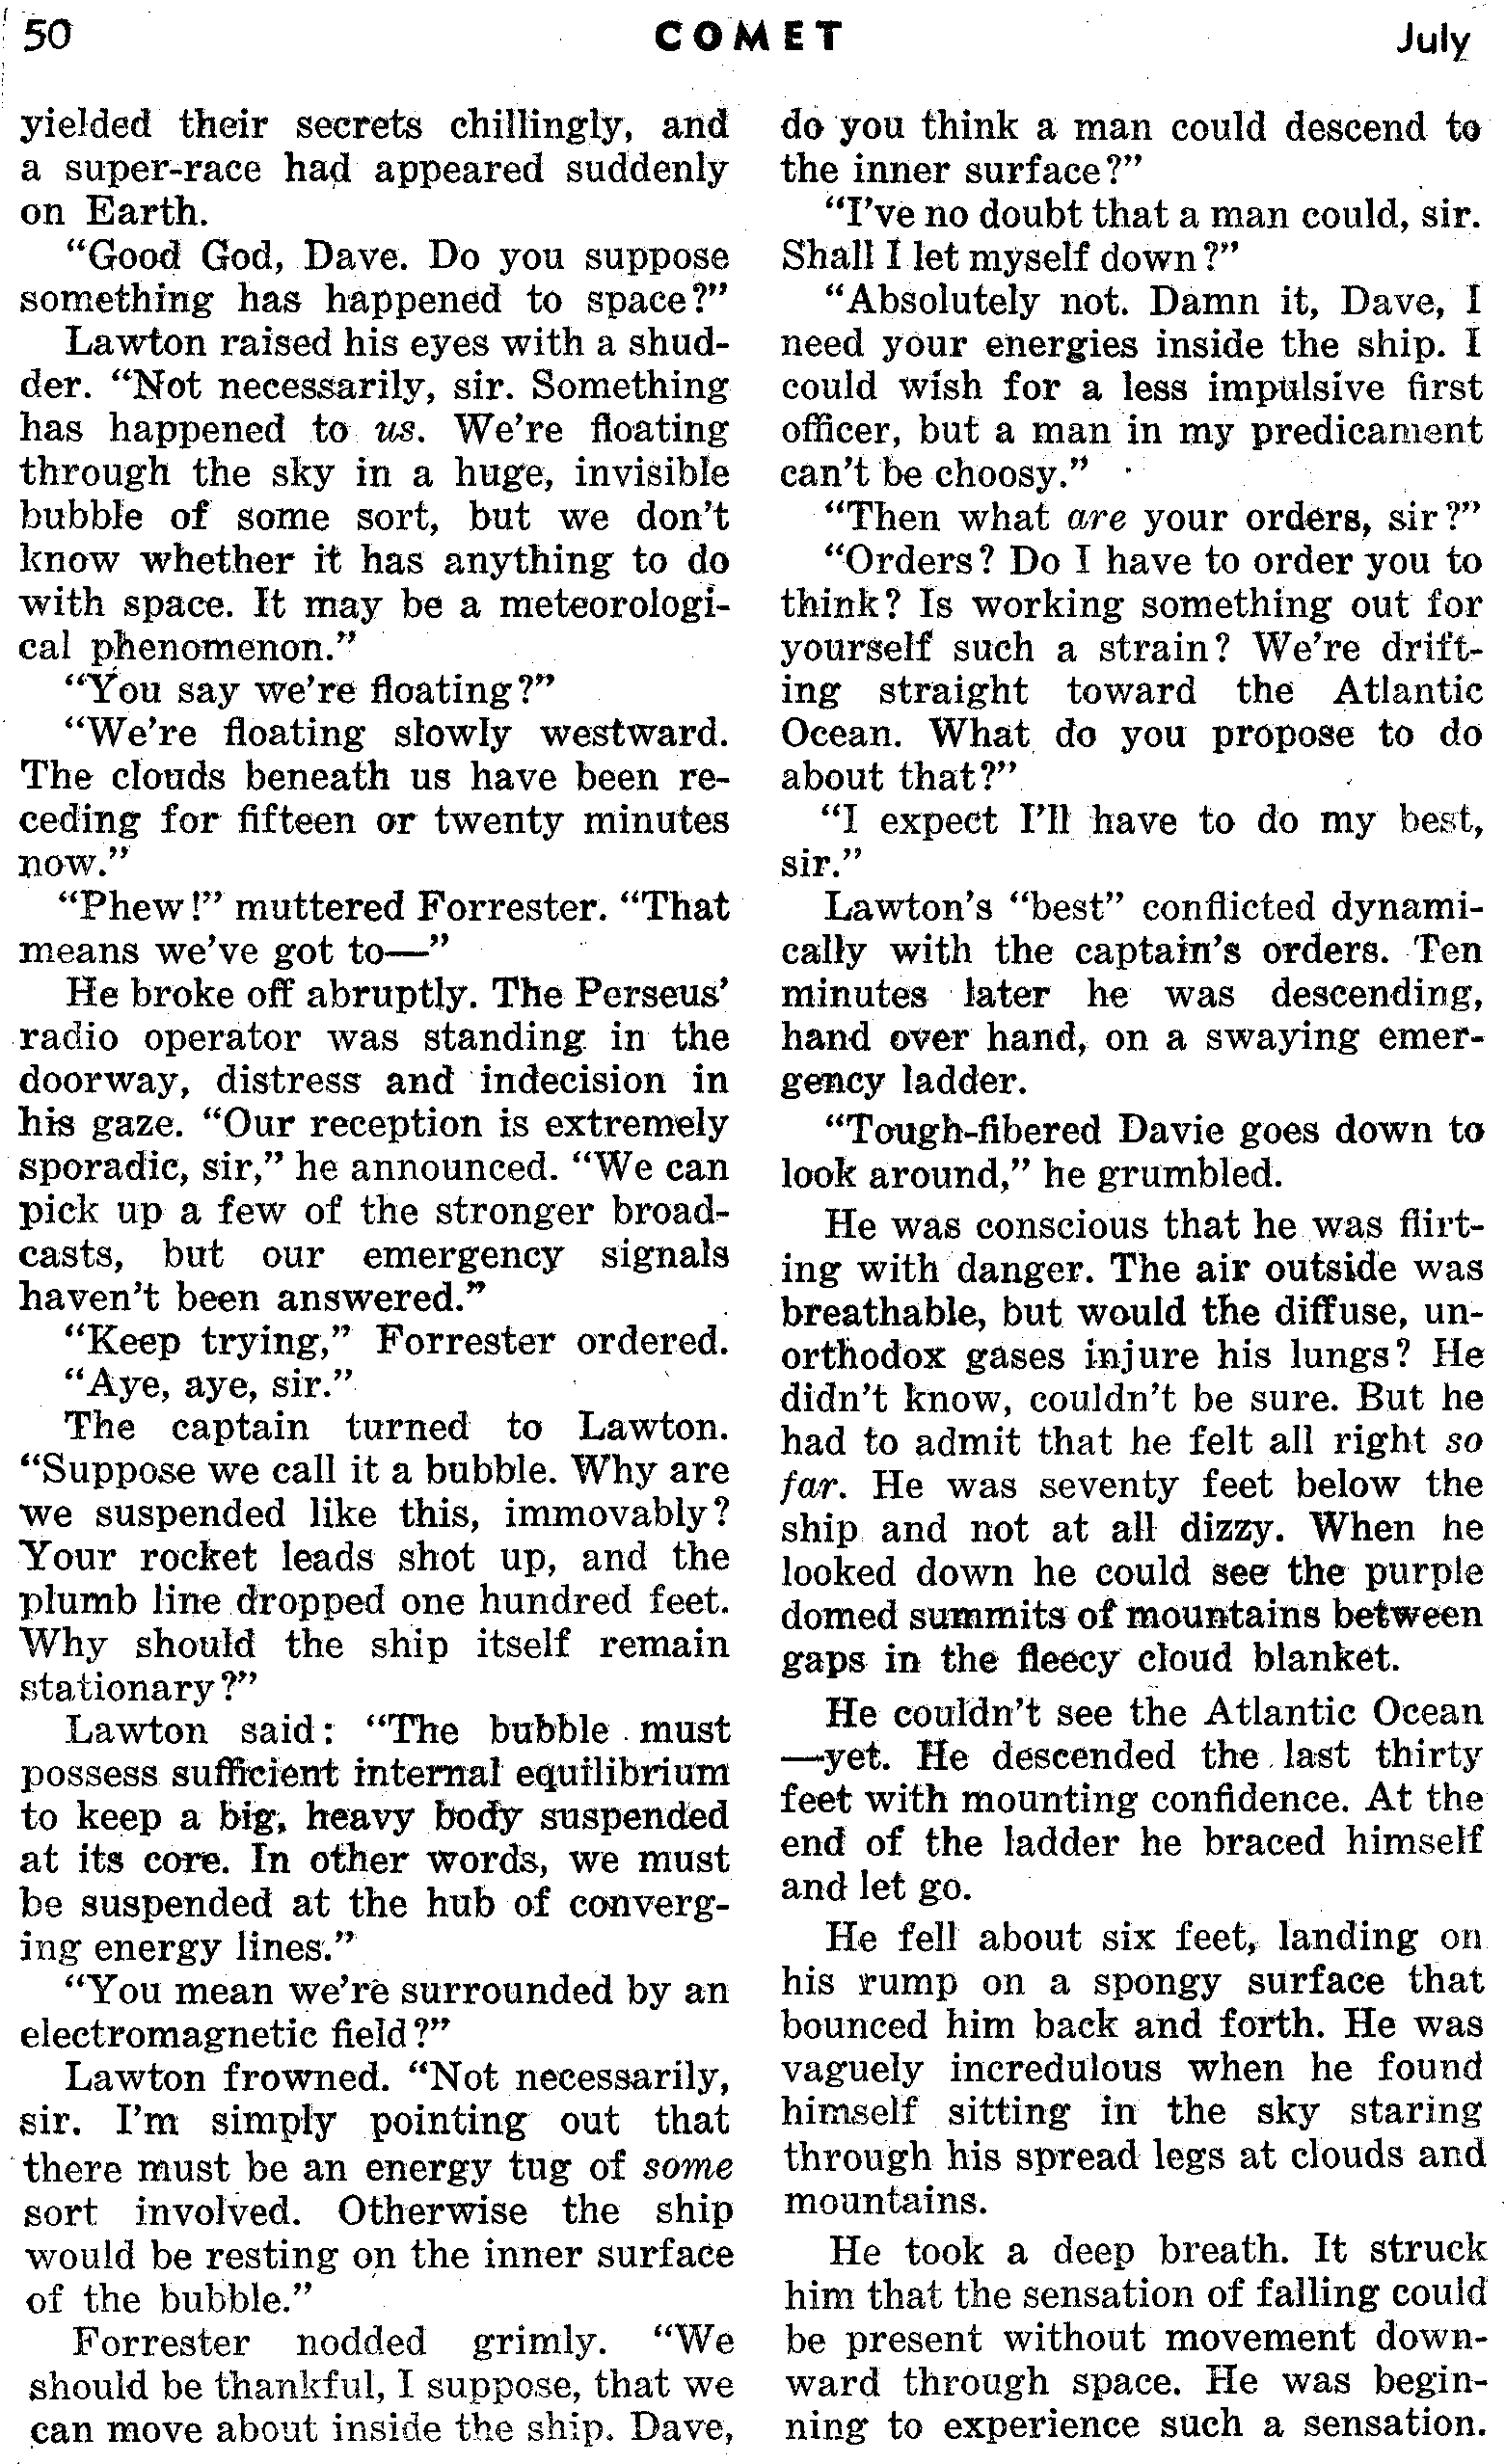 50
COMET
July
yielded their secrets chillingly, and
a super-race had appeared suddenly
on Earth.
"Good God, Dave. Do you suppose
something has happened to space?"
Lawton raised his eyes with a shud-
der. "Not necessarily, sir. Something
has happened to us. We're floating
through the sky in a huge, invisible
bubble of some sort, but we don't
know whether it has anything to do
with space. It may be a meteorologi-
cal phenomenon."
"You say we're floating?"
"We're floating slowly westward.
The clouds beneath us have been re-
ceding for fifteen or twenty minutes
now."
"Phew!" muttered Forrester. "That
means we've got to—"
He broke off abruptly. The Perseus'
radio operator was standing in the
doorway, distress and indecision in
his gaze. "Our reception is extremely
sporadic, sir," he announced. "We can
pick up a few of the stronger broad-
casts, but our emergency signals
haven't been answered."
"Keep trying," Forrester ordered.
"Aye, aye, sir."
The captain turned to Lawton.
"Suppose we call it a bubble. Why are
we suspended like this, immovably?
Your rocket leads shot up, and the
plumb line dropped one hundred feet.
Why should the ship itself remain
stationary?"
Lawton said: "The bubble must
possess sufficient internal equilibrium
to keep a big, heavy body suspended
at its core. In other words, we must
be suspended at the hub of converg-
ing energy lines."
"You mean we're surrounded by an
electromagnetic field?"
Lawton frowned. "Not necessarily,
sir. I'm simply pointing out that
there must be an energy tug of some
sort involved. Otherwise the ship
would be resting on the inner surface
of the bubble."
Forrester nodded grimly. "We
should be thankful, I suppose, that we
can move about inside the ship. Dave,
do you think a man could descend to
the inner surface?"
"I've no doubt that a man could, sir.
Shall I let myself down?"
"Absolutely not. Damn it, Dave, I
need your energies inside the ship. I
could wish for a less impulsive first
officer, but a man in my predicament
can't be choosy."
"Then what are your orders, sir?"
"Orders? Do I have to order you to
think? Is working something out for
yourself such a strain? We're drift-
ing straight toward the Atlantic
Ocean. What do you propose to do
about that?"
"I expect I'll have to do my best,
sir."
Lawton's "best" conflicted dynami-
cally with the captain's orders. Ten
minutes later he was descending,
hand over hand, on a swaying emer-
gency ladder.
"Tough-fibered Davie goes down to
look around," he grumbled.
He was conscious that he was flirt-
ing with danger. The air outside was
breathable, but would the diffuse, un-
orthodox gases injure his lungs? He
didn't know, couldn't be sure. But he
had to admit that he felt all right so
far. He was seventy feet below the
ship and not at all dizzy. When he
looked down he could see the purple
domed summits of mountains between
gaps in the fleecy cloud blanket.
He couldn't see the Atlantic Ocean
—yet. He descended the last thirty
feet with mounting confidence. At the
end of the ladder he braced himself
and let go.
He fell about six feet, landing on
his rump on a spongy surface that
bounced him back and forth. He was
vaguely incredulous when he found
himself sitting in the sky staring
through his spread legs at clouds and
mountains.
He took a deep breath. It struck
him that the sensation of falling could
be present without movement down-
ward through space. He was begin-
ning to experience such a sensation.